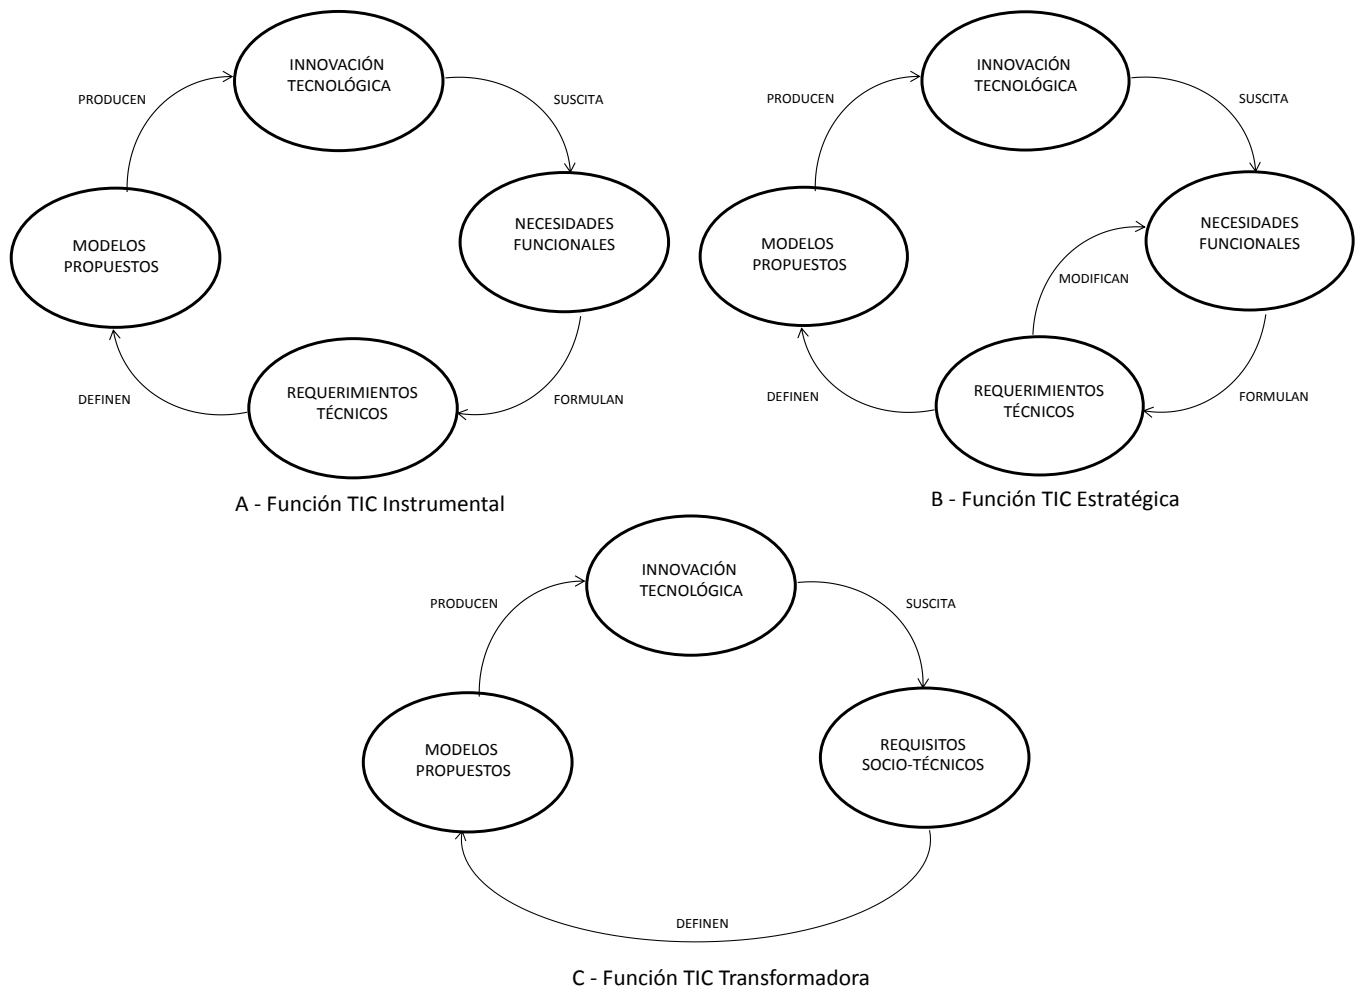 INNOVACIÓN
TECNOLÓGICA
PRODUCEN
SUSCITA
MODELOS
PROPUESTOS
NECESIDADES
FUNCIONALES
DEFINEN
REQUERIMIENTOS
TÉCNICOS
FORMULAN
A - Función TIC Instrumental
INNOVACIÓN
TECNOLÓGICA
PRODUCEN
SUSCITA
MODELOS
PROPUESTOS
NECESIDADES
FUNCIONALES
MODIFICAN
DEFINEN
REQUERIMIENTOS
TÉCNICOS
FORMULAN
B - Función TIC Estratégica
INNOVACIÓN
TECNOLÓGICA
PRODUCEN
SUSCITA
MODELOS
PROPUESTOS
REQUISITOS
SOCIO-TÉCNICOS
DEFINEN
C - Función TIC Transformadora